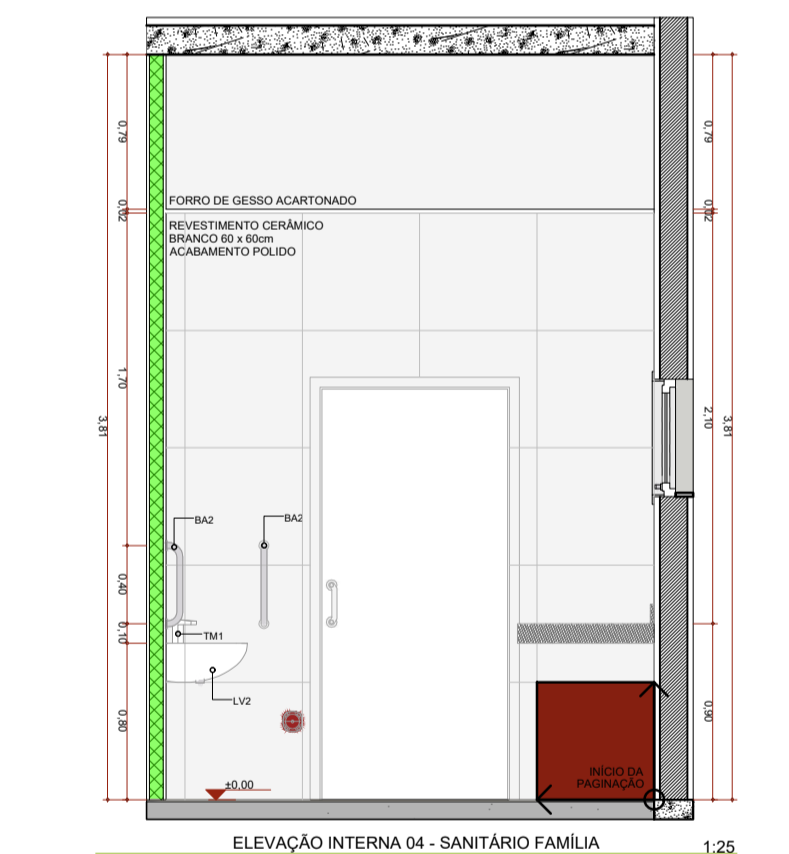 0,79
0,79
FORRO DE GESSO ACARTONADO
0,02
0,02
REVESTIMENTO CERÂMICO
BRANCO 60 x 60cm
ACABAMENTO POLIDO
1,70
2,10
3,81
3,81
BA2
BA2
0,40
0,10
TM1
LV2
0,80
0,90
INÍCIO DA
PAGINAÇÃO
±0,00
ELEVAÇÃO INTERNA 04 - SANITÁRIO FAMÍLIA
1:25